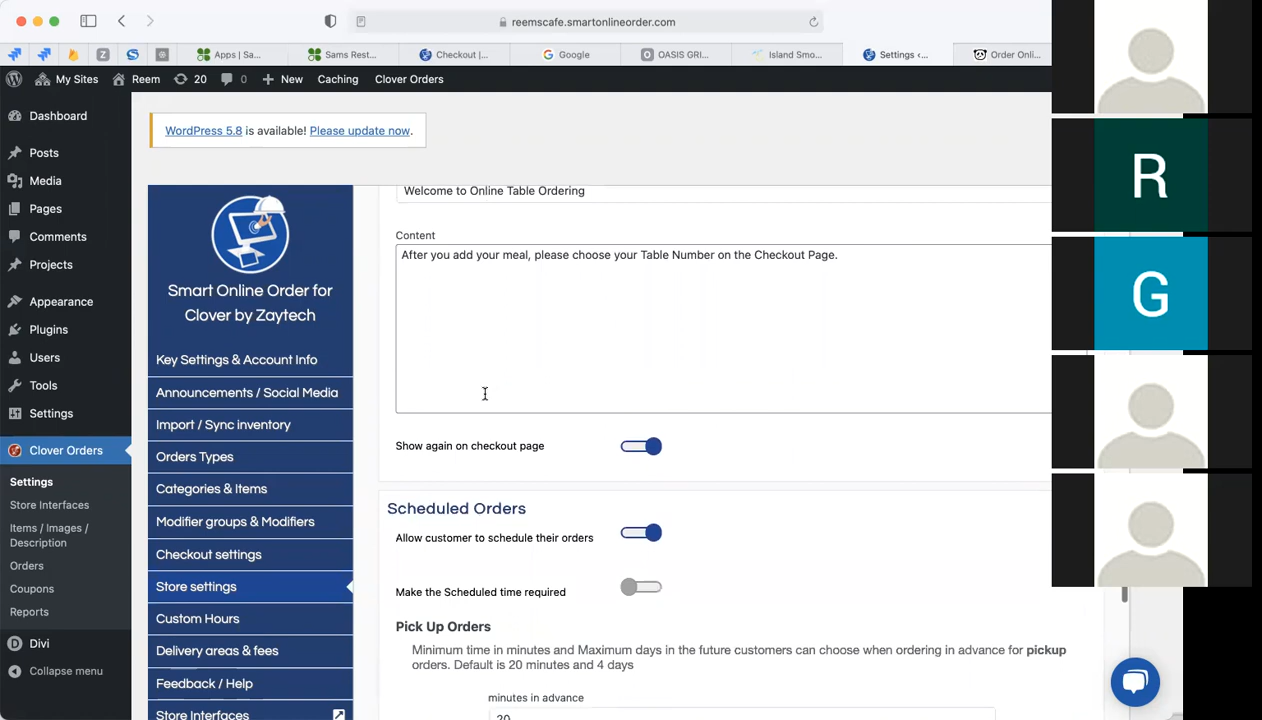 reemscafe.smartonlineorder.com
Apps | Sa...
Sams Rest...
Checkout |...
Google
OASIS GRI...
Island Smo...
Settings ‹...
Order Onli...
My Sites
Reem
20
0
New
Caching
Clover Orders
Dashboard
Posts
Media
Pages
Comments
Projects
Appearance
Plugins
Users
Tools
Settings
Clover Orders
Settings
Store Interfaces
Items / Images /
Description
Orders
Coupons
Reports
Divi
Collapse menu
WordPress 5.8 is available! Please update now.
Smart Online Order for
Clover by Zaytech
Key Settings & Account Info
Announcements / Social Media
Import / Sync inventory
Orders Types
Categories & Items
Modifier groups & Modifiers
Checkout settings
Store settings
Custom Hours
Delivery areas & fees
Feedback / Help
Store Interfaces
Welcome to Online Table Ordering
Content
After you add your meal, please choose your Table Number on the Checkout Page.
Show again on checkout page
Scheduled Orders
Allow customer to schedule their orders
Make the Scheduled time required
Pick Up Orders
Minimum time in minutes and Maximum days in the future customers can choose when ordering in advance for pickup
orders. Default is 20 minutes and 4 days
minutes in advance
20
R
G